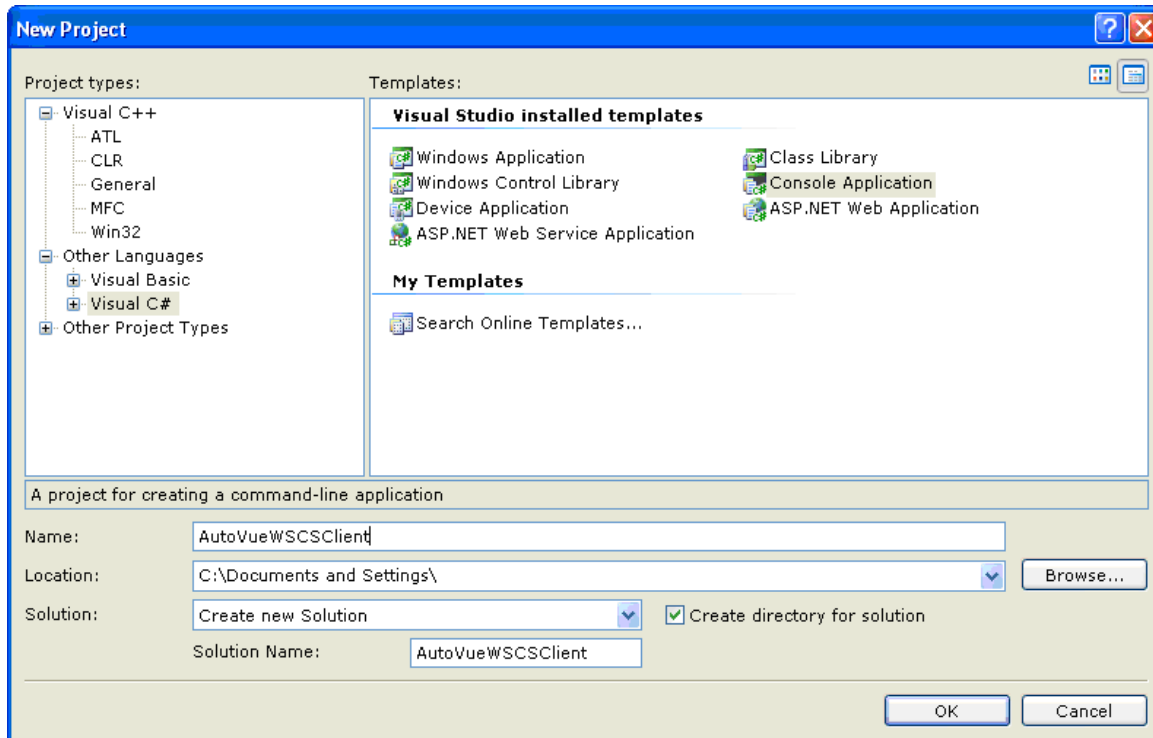 New Project
Project types:
Templates:
Visual C++
ATL
CLR
General
MFC
Win32
Other Languages
Visual Basic
Visual C#
Other Project Types
Visual Studio installed templates
Windows Application
Class Library
Windows Control Library
Console Application
Device Application
ASP.NET Web Application
ASP.NET Web Service Application
My Templates
Search Online Templates...
A project for creating a command-line application
Name:
AutoVueWSCSClient
Location:
C:\Documents and Settings\
Browse...
Solution:
Create new Solution
Create directory for solution
Solution Name:
AutoVueWSCSClient
OK
Cancel